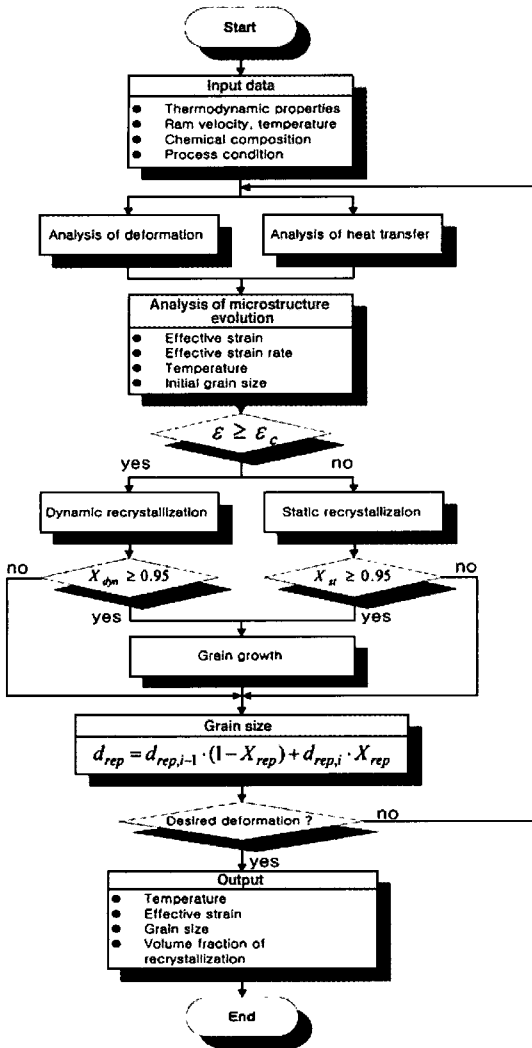 Start
Input data
● Thermodynamic properties
● Ram velocity, temperature
● Chemical composition
● Process condition
Analysis of deformation
Analysis of heat transfer
Analysis of microstructure
evolution
● Effective strain
● Effective strain rate
● Temperature
● Initial grain size
ε ≥ ε_c
yes
no
Dynamic recrystallization
Static recrystallizaion
no
X_dyn ≥ 0.95
X_st ≥ 0.95
no
yes
yes
Grain growth
Grain size
d_rep = d_rep,i−1 · (1 − X_rep) + d_rep,i · X_rep
Desired deformation ?
no
yes
Output
● Temperature
● Effective strain
● Grain size
● Volume fraction of
recrystallization
End